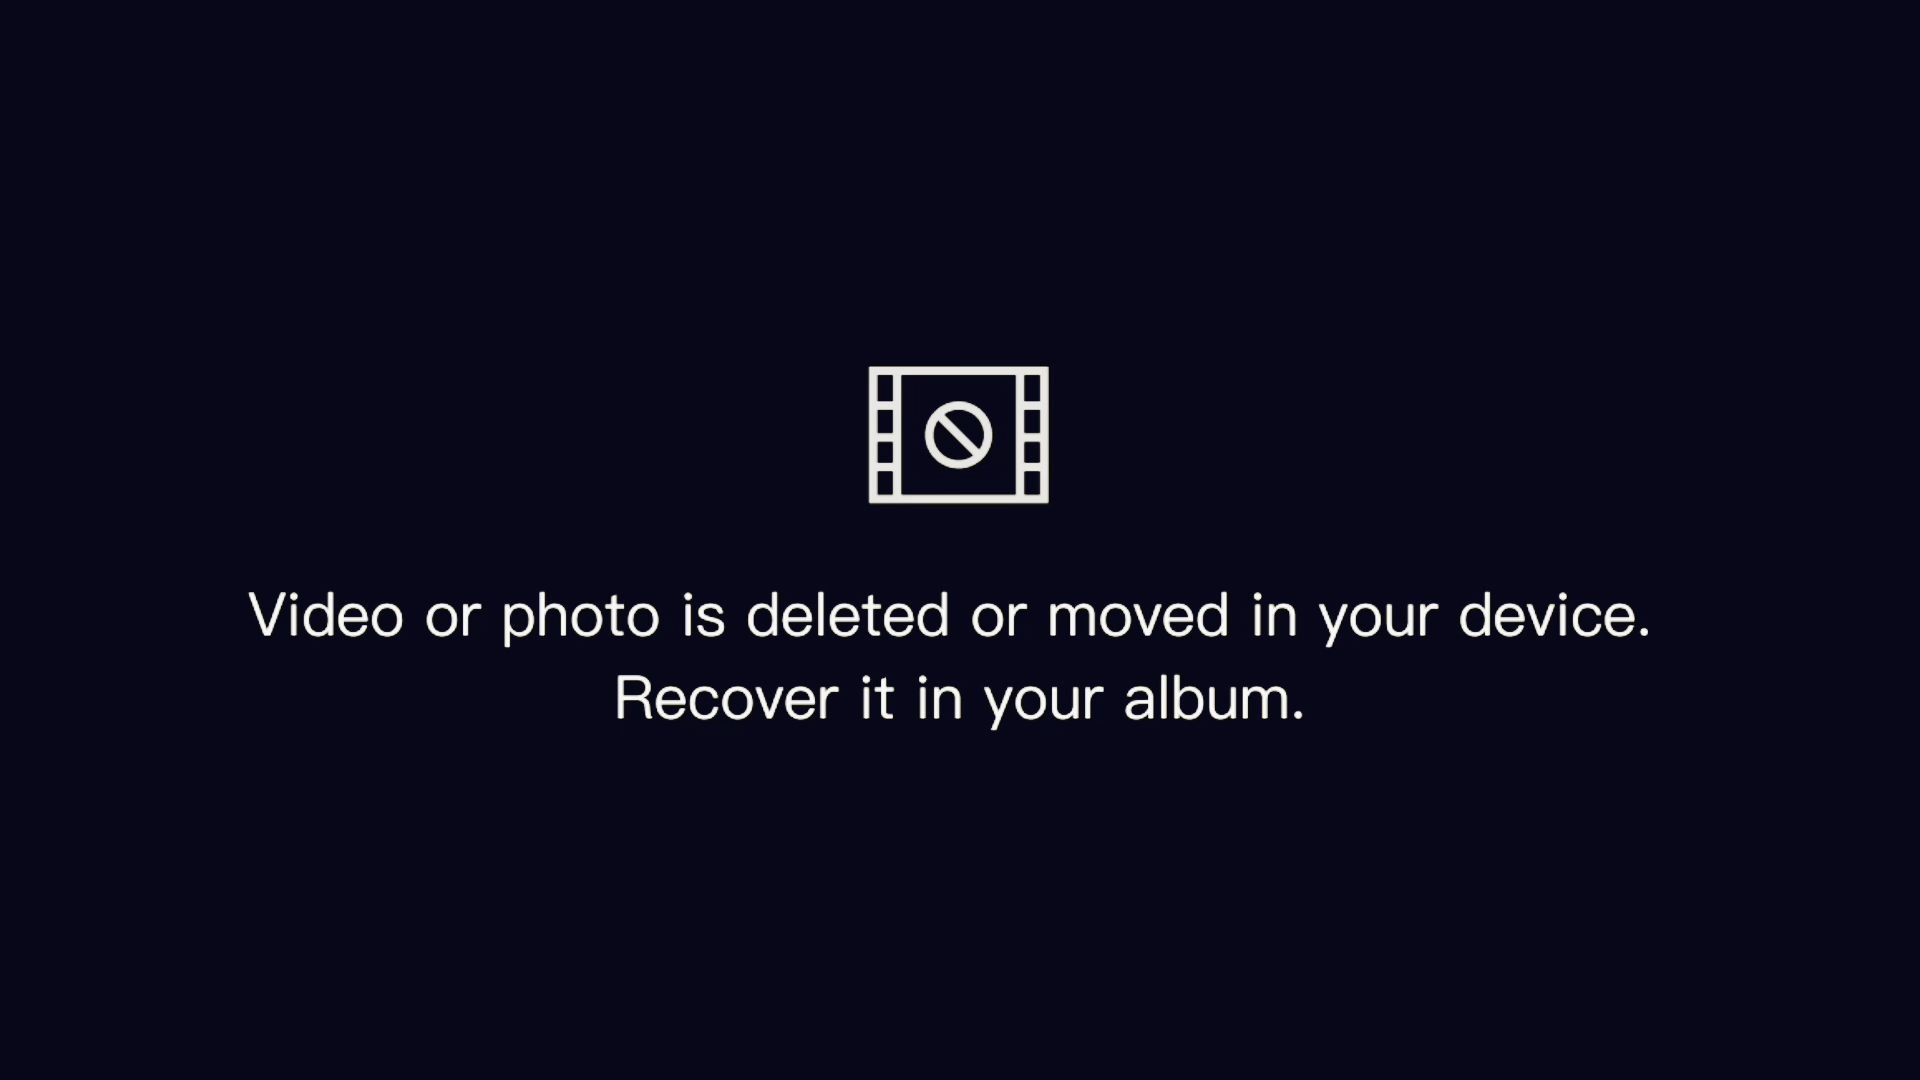 Video or photo is deleted or moved in your device.
Recover it in your album.